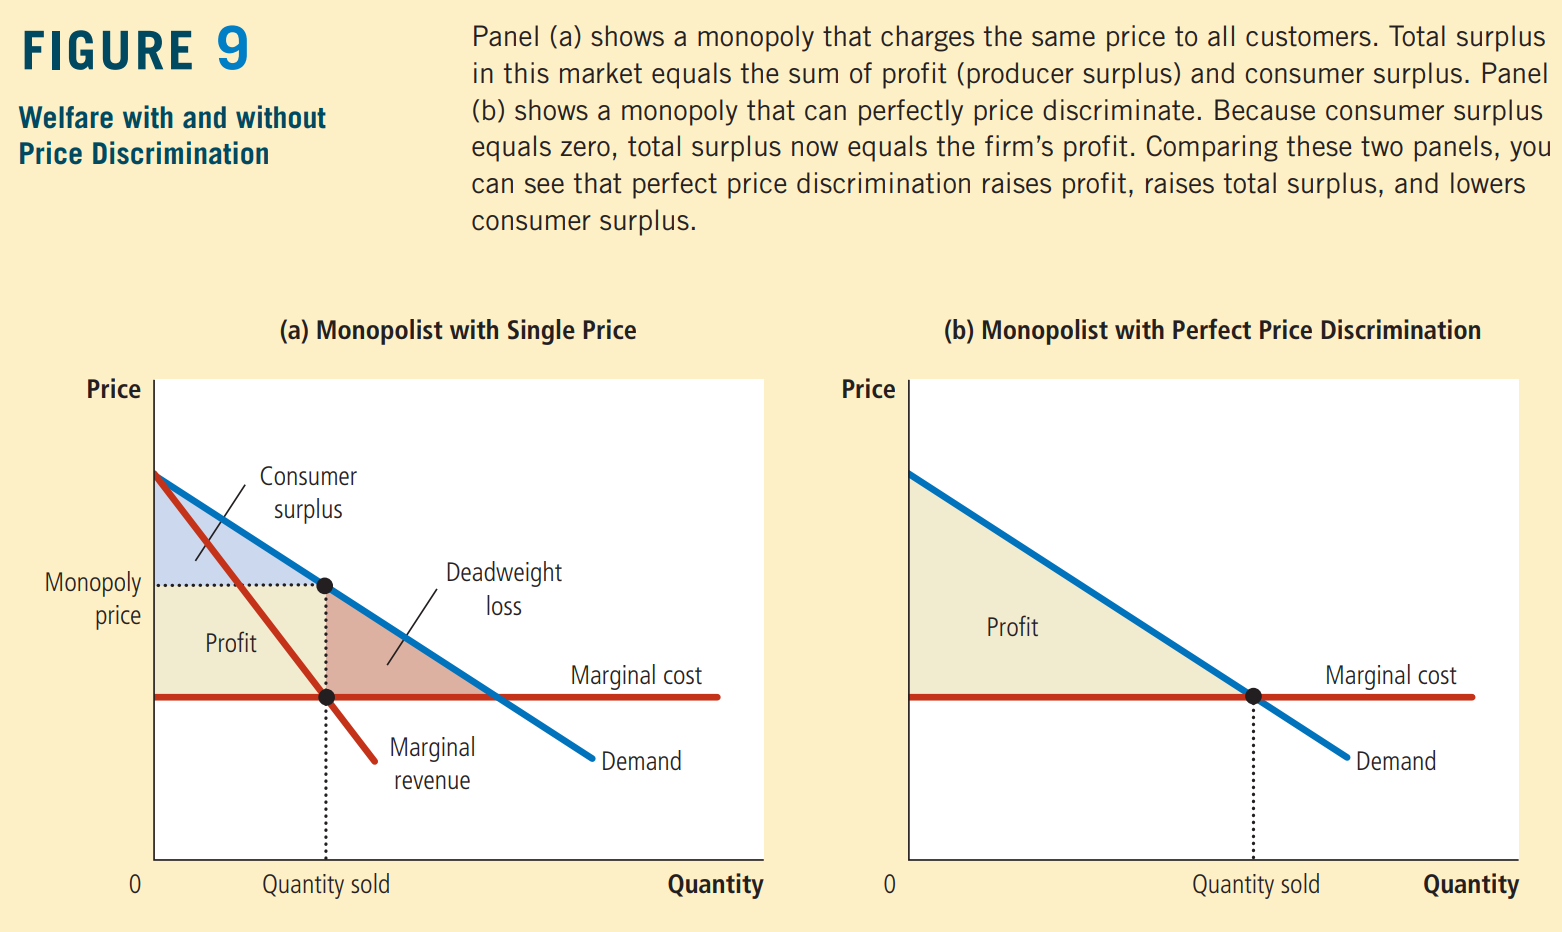 FIGURE 9
Welfare with and without
Price Discrimination
Panel (a) shows a monopoly that charges the same price to all customers. Total surplus
in this market equals the sum of profit (producer surplus) and consumer surplus. Panel
(b) shows a monopoly that can perfectly price discriminate. Because consumer surplus
equals zero, total surplus now equals the firm’s profit. Comparing these two panels, you
can see that perfect price discrimination raises profit, raises total surplus, and lowers
consumer surplus.
(a) Monopolist with Single Price
Price
Consumer
surplus
Deadweight
loss
Monopoly
price
Profit
Marginal cost
Marginal
revenue
Demand
0
Quantity sold
Quantity
(b) Monopolist with Perfect Price Discrimination
Price
Profit
Marginal cost
Demand
0
Quantity sold
Quantity